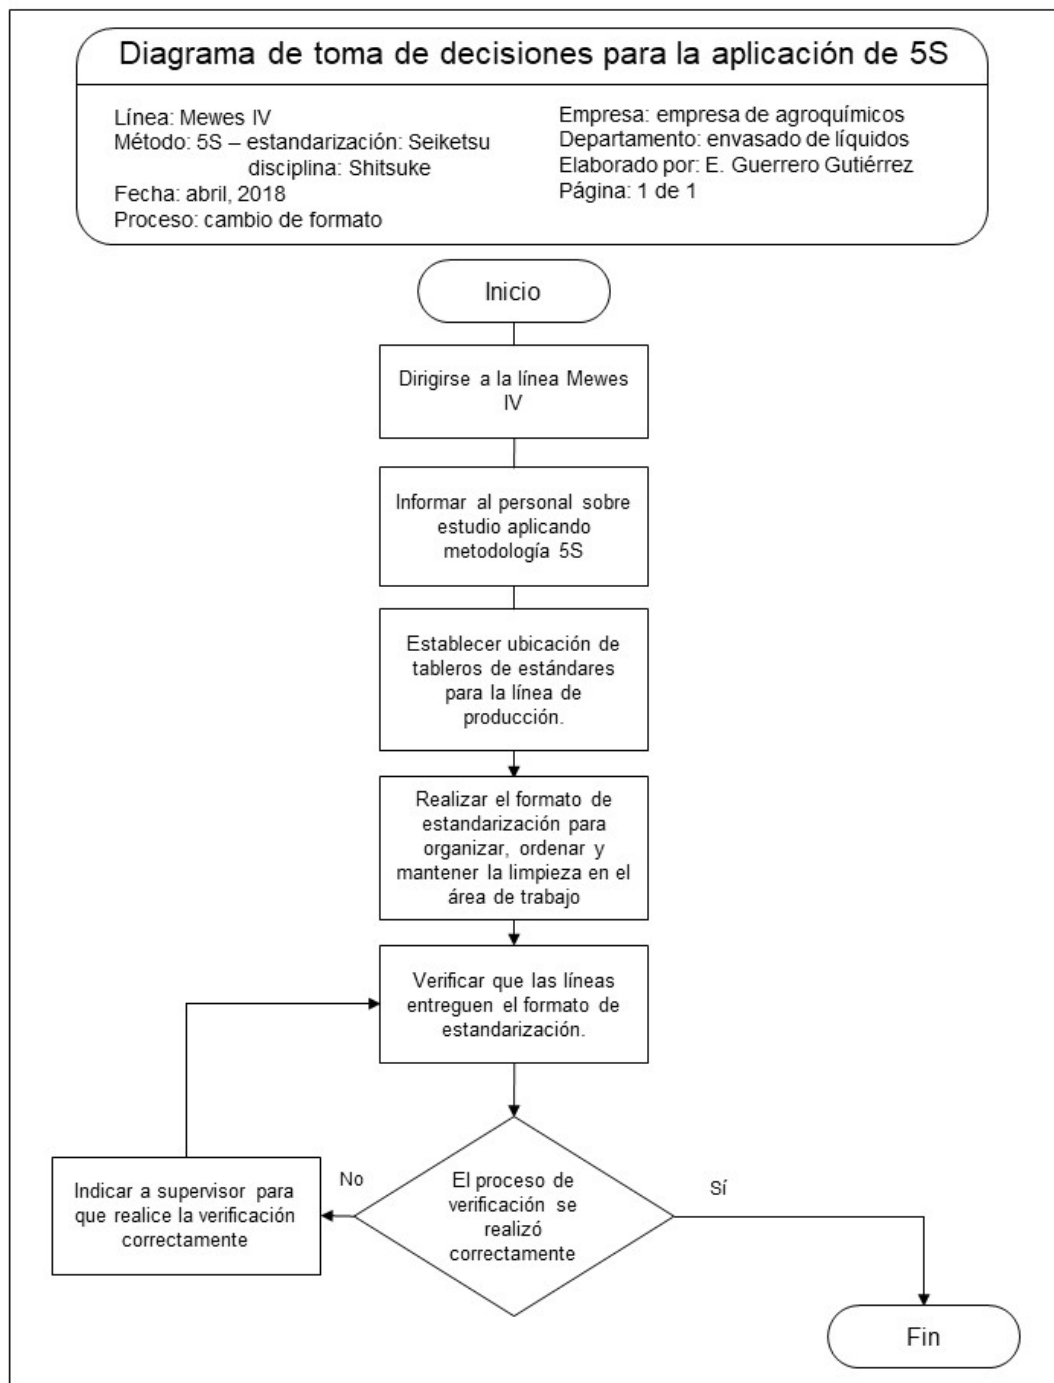 Diagrama de toma de decisiones para la aplicación de 5S
Línea: Mewes IV
Método: 5S – estandarización: Seiketsu
disciplina: Shitsuke
Fecha: abril, 2018
Proceso: cambio de formato
Empresa: empresa de agroquímicos
Departamento: envasado de líquidos
Elaborado por: E. Guerrero Gutiérrez
Página: 1 de 1
Inicio
Dirigirse a la línea Mewes
IV
Informar al personal sobre
estudio aplicando
metodología 5S
Establecer ubicación de
tableros de estándares
para la línea de
producción.
Realizar el formato de
estandarización para
organizar, ordenar y
mantener la limpieza en el
área de trabajo
Verificar que las líneas
entreguen el formato de
estandarización.
El proceso de
verificación se
realizó
correctamente
No
Indicar a supervisor para
que realice la verificación
correctamente
Sí
Fin